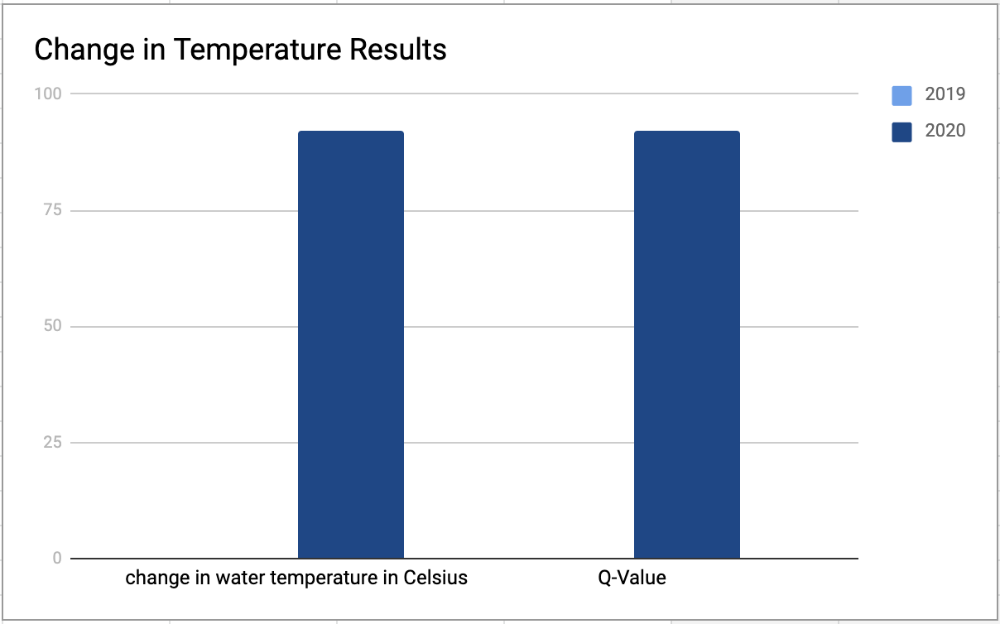 Change in Temperature Results
100
75
50
25
0
change in water temperature in Celsius
Q-Value
2019
2020